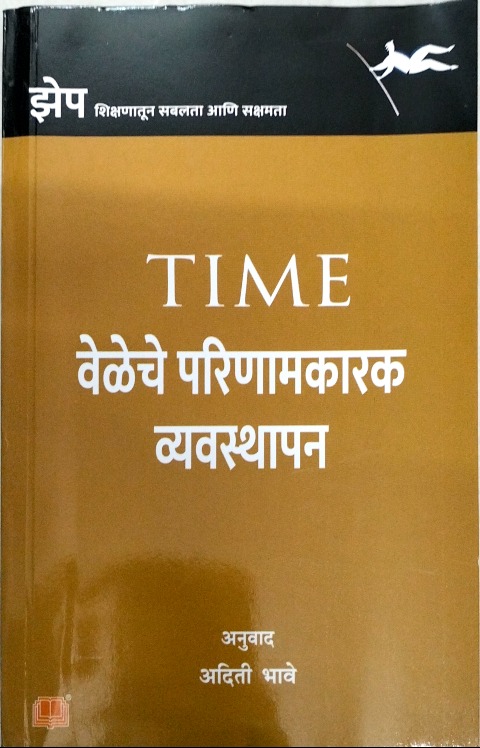 झेप शिक्षणातून सबलता आणि सक्षमता
TIME
वेळेचे परिणामकारक
व्यवस्थापन
अनुवाद
अदिती भावे